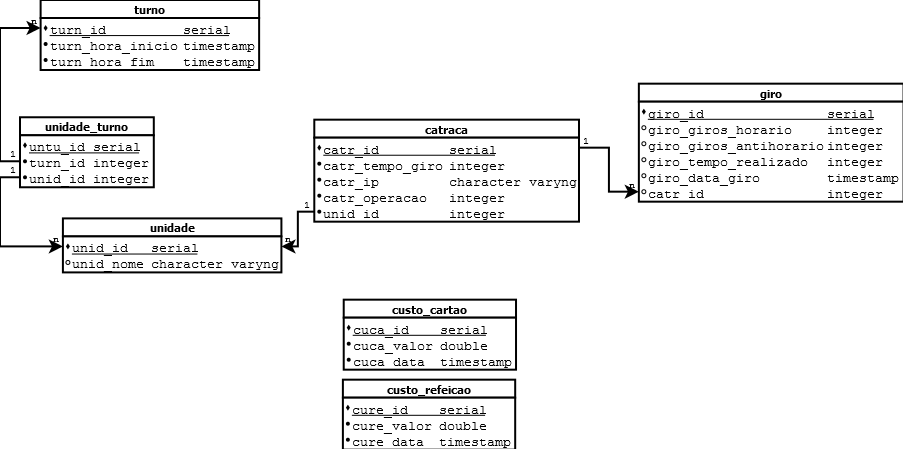 turno
turn_id serial
turn_hora_inicio timestamp
turn_hora_fim timestamp
n
unidade_turno
untu_id serial
turn_id integer
unid_id integer
1
1
unidade
unid_id serial
unid_nome character varyng
n
n
catraca
catr_id serial
catr_tempo_giro integer
catr_ip character varyng
catr_operacao integer
unid_id integer
1
1
giro
giro_id serial
giro_giros_horario integer
giro_giros_antihorario integer
giro_tempo_realizado integer
giro_data_giro timestamp
catr_id integer
n
custo_cartao
cuca_id serial
cuca_valor double
cuca_data timestamp
custo_refeicao
cure_id serial
cure_valor double
cure_data timestamp